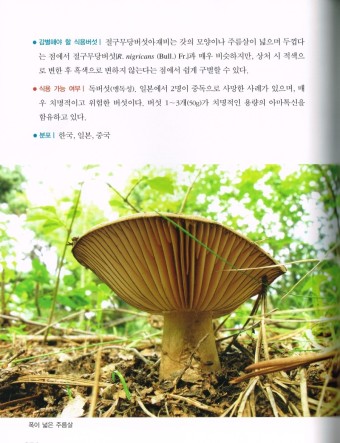 ● 감별해야 할 식용버섯 | 절구무당버섯아재비는 갓의 모양이나 주름살이 넓으며 두껍다
는 점에서 절구무당버섯[R. nigricans (Bull.) Fr.]과 매우 비슷하지만, 상처 시 적색으
로 변한 후 흑색으로 변하지 않는다는 점에서 쉽게 구별할 수 있다.
● 식용 가능 여부 | 독버섯(맹독성). 일본에서 2명이 중독으로 사망한 사례가 있으며, 매
우 치명적이고 위험한 버섯이다. 버섯 1~3개(50g)가 치명적인 용량의 아마톡신을
함유하고 있다.
● 분포 | 한국, 일본, 중국
폭이 넓은 주름살